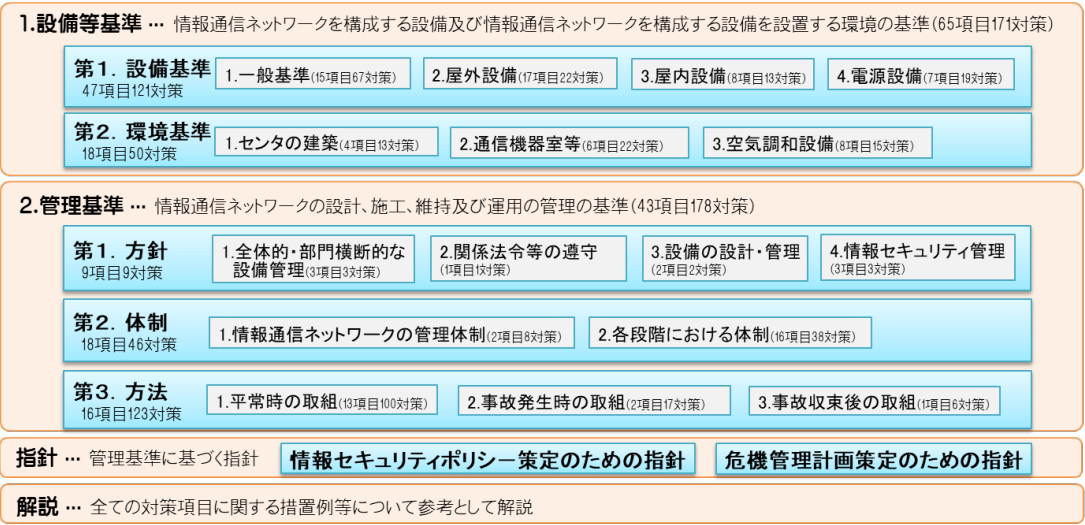 1.設備等基準 … 情報通信ネットワークを構成する設備及び情報通信ネットワークを構成する設備を設置する環境の基準(65項目171対策)
第1. 設備基準
47項目121対策
1.一般基準(15項目67対策)
2.屋外設備(17項目22対策)
3.屋内設備(8項目13対策)
4.電源設備(7項目19対策)
第2. 環境基準
18項目50対策
1.センタの建築(4項目13対策)
2.通信機器室等(6項目22対策)
3.空気調和設備(8項目15対策)
2.管理基準 … 情報通信ネットワークの設計、施工、維持及び運用の管理の基準(43項目178対策)
第1. 方針
9項目9対策
1.全体的・部門横断的な
設備管理(3項目3対策)
2.関係法令等の遵守
(1項目1対策)
3.設備の設計・管理
(2項目2対策)
4.情報セキュリティ管理
(3項目3対策)
第2. 体制
18項目46対策
1.情報通信ネットワークの管理体制(2項目8対策)
2.各段階における体制(16項目38対策)
第3. 方法
16項目123対策
1.平常時の取組(13項目100対策)
2.事故発生時の取組(2項目17対策)
3.事故収束後の取組(1項目6対策)
指針 … 管理基準に基づく指針
情報セキュリティポリシー策定のための指針
危機管理計画策定のための指針
解説 … 全ての対策項目に関する措置例等について参考として解説